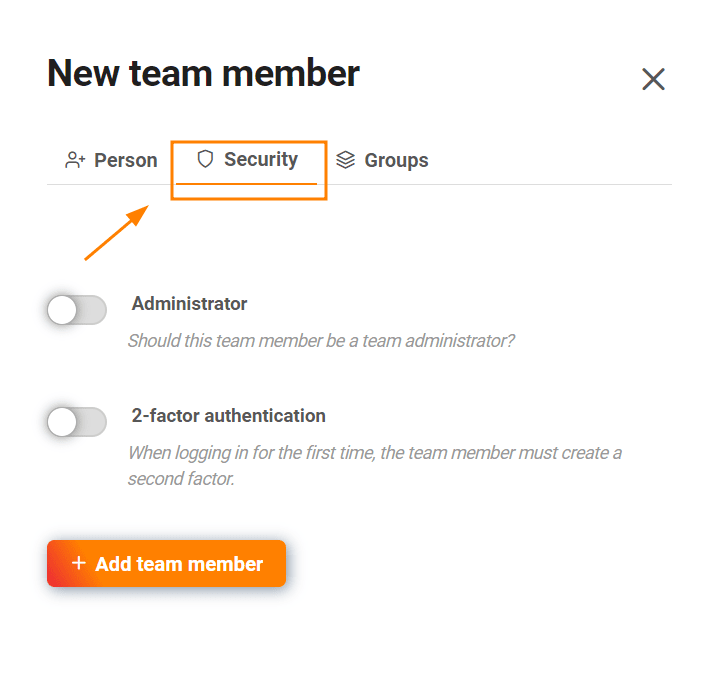 New team member
Person Security Groups
Administrator
Should this team member be a team administrator?
2-factor authentication
When logging in for the first time, the team member must create a
second factor.
+ Add team member